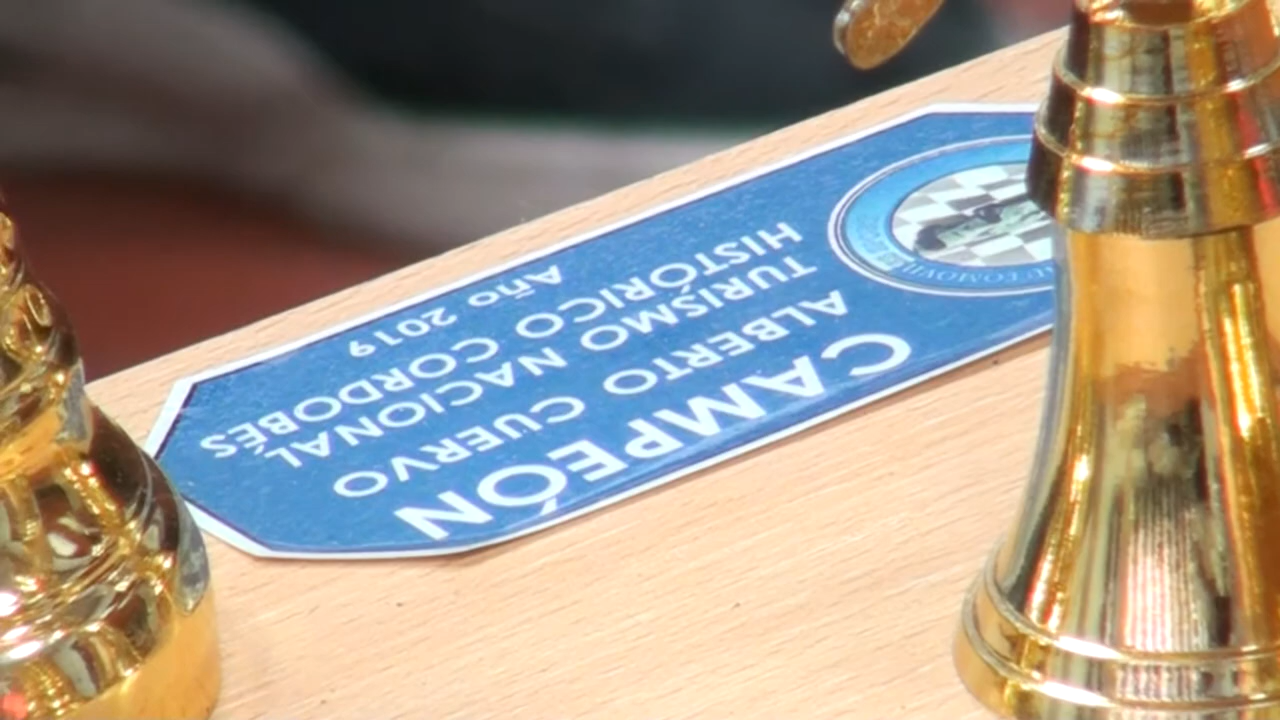 CAMPEÓN
ALBERTO CUERVO
TURISMO NACIONAL
HISTÓRICO CORDOBÉS
Año 2019